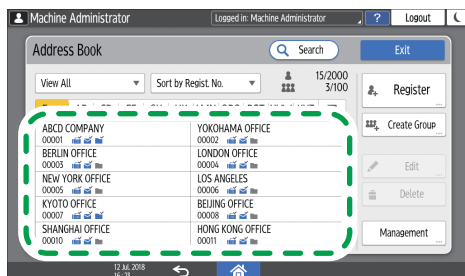 Machine Administrator
Logged in: Machine Administrator
?
Logout
Address Book
Search
Exit
View All
Sort by Regist. No.
15/2000
3/100
Register
ABCD COMPANY
00001
YOKOHAMA OFFICE
00002
Create Group
BERLIN OFFICE
00003
LONDON OFFICE
00004
NEW YORK OFFICE
00005
LOS ANGELES
00006
Edit
KYOTO OFFICE
00007
BEIJING OFFICE
00008
Delete
SHANGHAI OFFICE
00010
HONG KONG OFFICE
00011
Management
12 Jul. 2018